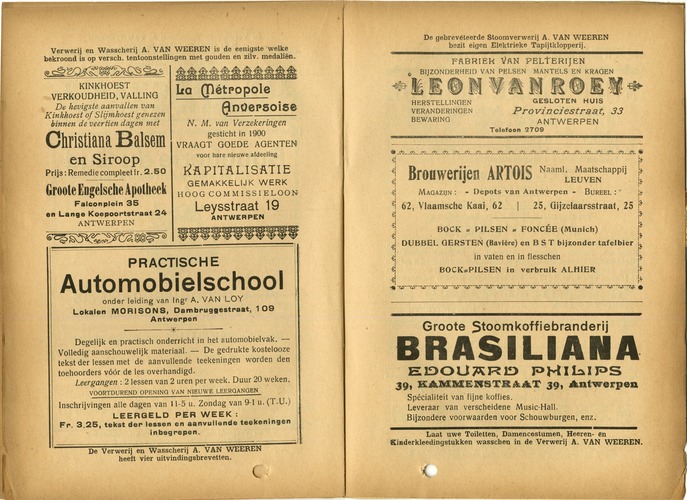 Verwerij en Wasscherij A. VAN WEEREN is de eenigste welke
bekroond is op versch. tentoonstellingen met gouden en zilv. medaliën.
KINKHOEST
VERKOUDHEID, VALLING
De hevigste aanvallen van
Kinkhoest of Slijmhoest genezen
binnen de veertien dagen met
Christiana Balsem
en Siroop
Prijs: Remedie compleet fr. 2.50
Groote Engelsche Apotheek
Falconplein 35
en Lange Koepoortstraat 24
ANTWERPEN
La Métropole
Anversoise
N. M. van Verzekeringen
gesticht in 1900
VRAAGT GOEDE AGENTEN
voor hare nieuwe afdeeling
KAPITALISATIE
GEMAKKELIJK WERK
HOOG COMMISSIELOON
Leysstraat 19
ANTWERPEN
PRACTISCHE
Automobielschool
onder leiding van Ingr A. VAN LOY
Lokalen MORISONS, Dambruggestraat, 109
Antwerpen
Degelijk en practisch onderricht in het automobielvak. —
Volledig aanschouwelijk materiaal. — De gedrukte kostelooze
tekst der lessen met de aanvullende teekeningen worden den
toehoorders vóór de les overhandigd.
Leergangen : 2 lessen van 2 uren per week. Duur 20 weken.
VOORTDUREND OPENING VAN NIEUWE LEERGANGEN
Inschrijvingen alle dagen van 11-5 u. Zondag van 9-1 u. (T.U.)
LEERGELD PER WEEK :
Fr. 3,25, tekst der lessen en aanvullende teekeningen
inbegrepen.
De Verwerij en Wasscherij A. VAN WEEREN
heeft vier uitvindingsbrevetten.
De gebrevéteerde Stoomverwerij A. VAN WEEREN
bezit eigen Elektrieke Tapijtklopperij.
FABRIEK VAN PELTERIJEN
BIJZONDERHEID VAN PELSEN MANTELS EN KRAGEN
LEON VAN ROEY
HERSTELLINGEN
VERANDERINGEN
BEWARING
GESLOTEN HUIS
Provinciestraat, 33
ANTWERPEN
Telefoon 2709
Brouwerijen ARTOIS Naaml. Maatschappij
LEUVEN
MAGAZIJN : - Depots van Antwerpen - BUREEL :
62, Vlaamsche Kaai, 62 | 25, Gijzelaarsstraat, 25
BOCK „ PILSEN „ FONCÉE (Munich)
DUBBEL GERSTEN (Bavière) en B S T bijzonder tafelbier
in vaten en in flesschen
BOCK-PILSEN in verbruik ALHIER
Groote Stoomkoffiebranderij
BRASILIANA
EDOUARD PHILIPS
39, KAMMENSTRAAT 39, Antwerpen
Spécialiteit van fijne koffies.
Leveraar van verscheidene Music-Hall.
Bijzondere voorwaarden voor Schouwburgen, enz.
Laat uwe Toiletten, Damencostumen, Heeren- en
Kinderkleedingstukken wasschen in de Verwerij A. VAN WEEREN.